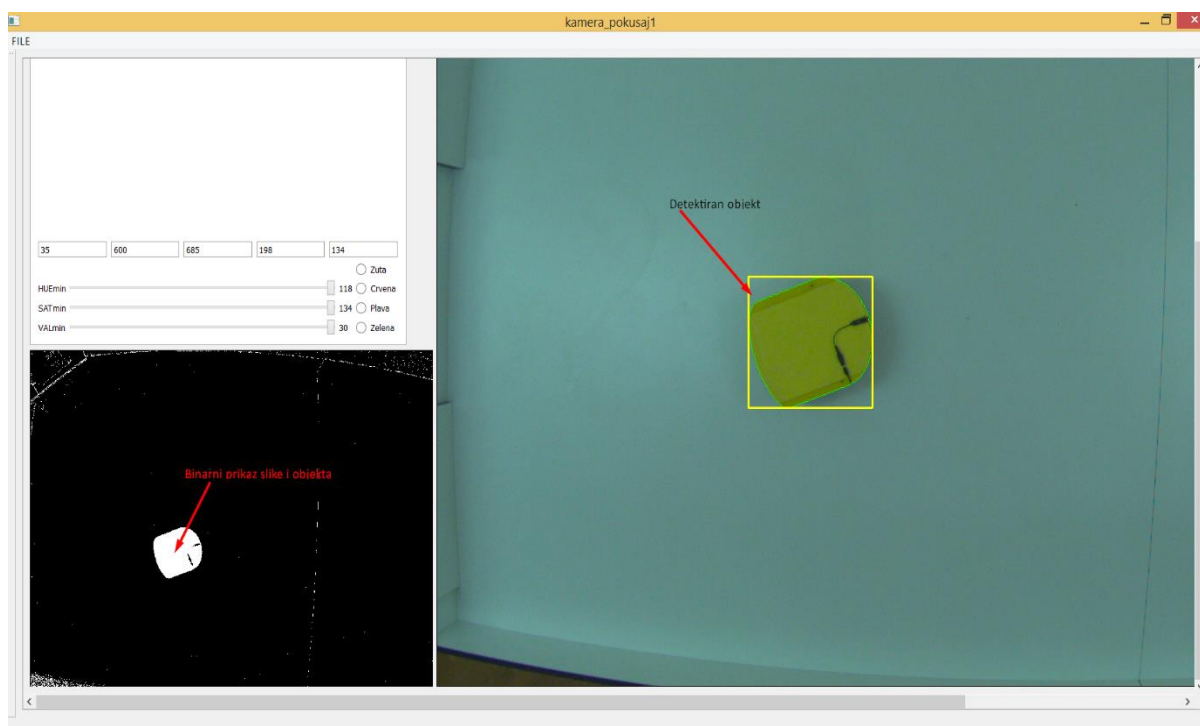 kamera_pokusaj1
FILE
35 600 685 198 134
Zuta
HUEmin 118 Crvena
SATmin 134 Plava
VALmin 30 Zelena
Detektiran objekt
Binarni prikaz slike i objekta